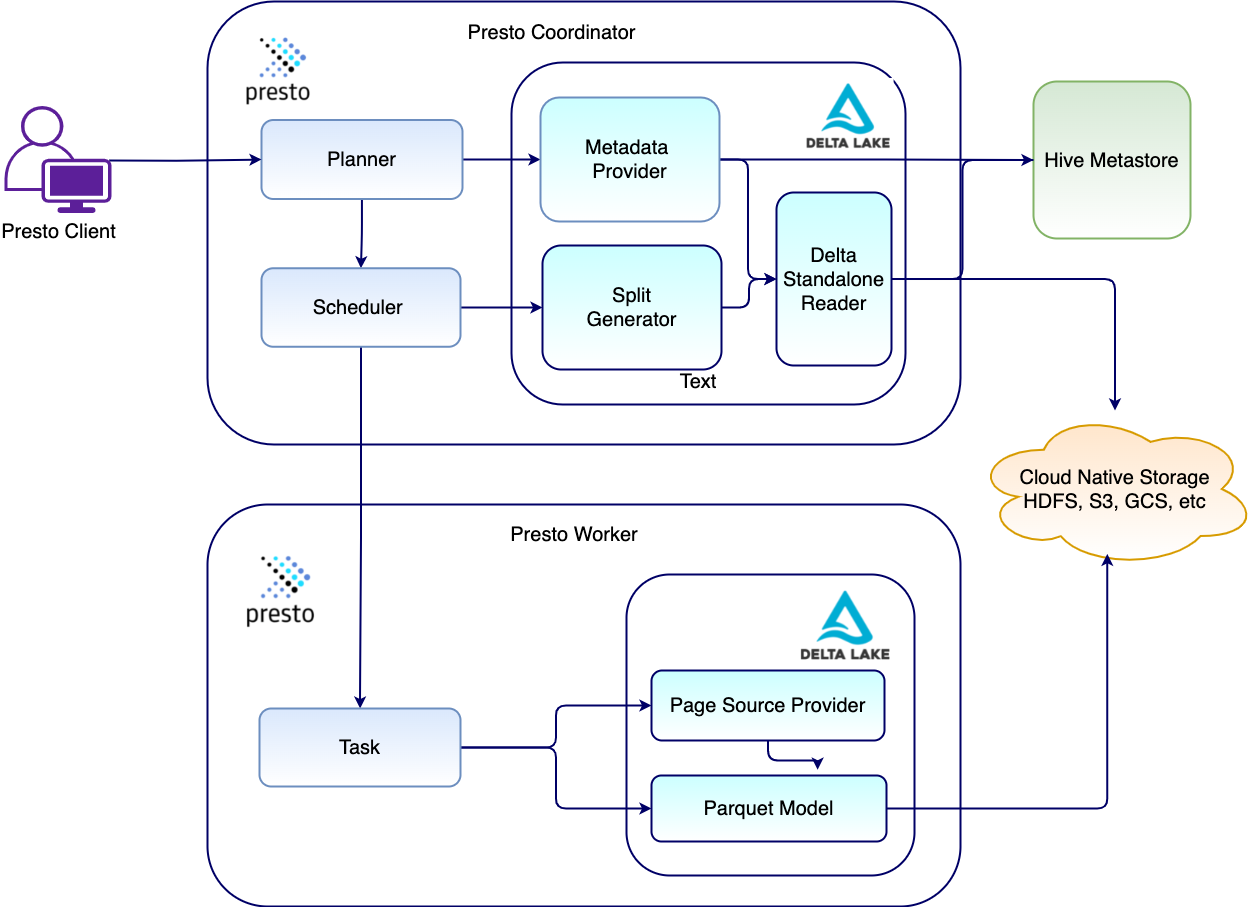 Presto Coordinator
presto
DELTA LAKE
Planner
Metadata
Provider
Hive Metastore
Presto Client
Delta
Standalone
Reader
Scheduler
Split
Generator
Text
Cloud Native Storage
HDFS, S3, GCS, etc
Presto Worker
presto
DELTA LAKE
Page Source Provider
Task
Parquet Model